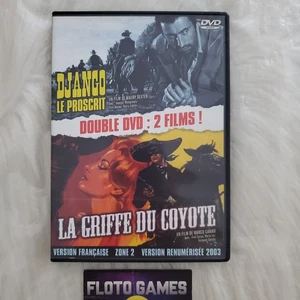 DVD
DJANGO
LE PROSCRIT
DOUBLE DVD : 2 FILMS !
LA GRIFFE DU COYOTE
VERSION FRANÇAISE ZONE 2 VERSION RENUMÉRISÉE 2003
FLOTO GAMES